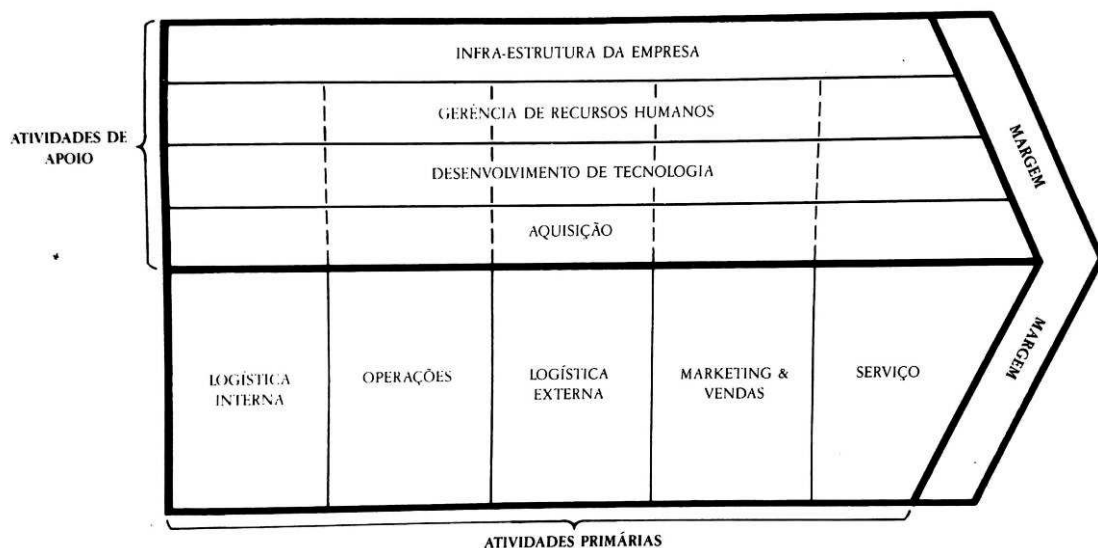 INFRA-ESTRUTURA DA EMPRESA
GERÊNCIA DE RECURSOS HUMANOS
ATIVIDADES DE
APOIO
DESENVOLVIMENTO DE TECNOLOGIA
AQUISIÇÃO
MARGEM
LOGÍSTICA
INTERNA
OPERAÇÕES
LOGÍSTICA
EXTERNA
MARKETING &
VENDAS
SERVIÇO
MARGEM
ATIVIDADES PRIMÁRIAS